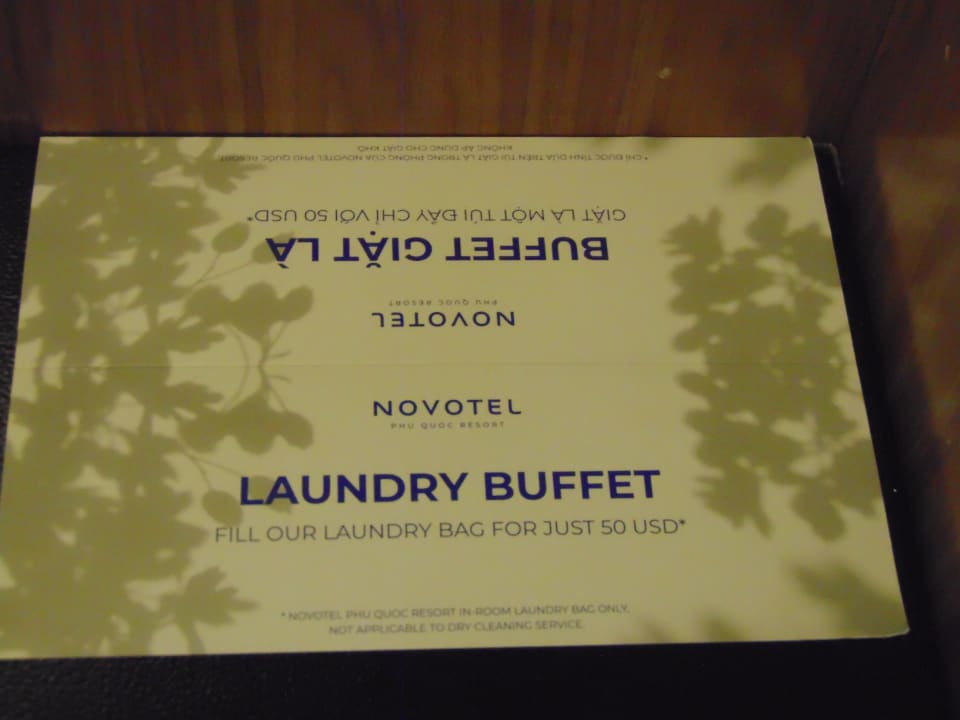 * CHỈ ĐƯỢC TÍNH DỰA TRÊN TÚI GIẶT LÀ TRONG PHÒNG CỦA NOVOTEL PHU QUOC RESORT.
KHÔNG ÁP DỤNG CHO GIẶT KHÔ.
GIẶT LÀ MỘT TÚI ĐẦY CHỈ VỚI 50 USD*
BUFFET GIẶT LÀ
PHU QUOC RESORT
NOVOTEL
NOVOTEL
PHU QUOC RESORT
LAUNDRY BUFFET
FILL OUR LAUNDRY BAG FOR JUST 50 USD*
* NOVOTEL PHU QUOC RESORT IN-ROOM LAUNDRY BAG ONLY,
NOT APPLICABLE TO DRY CLEANING SERVICE.